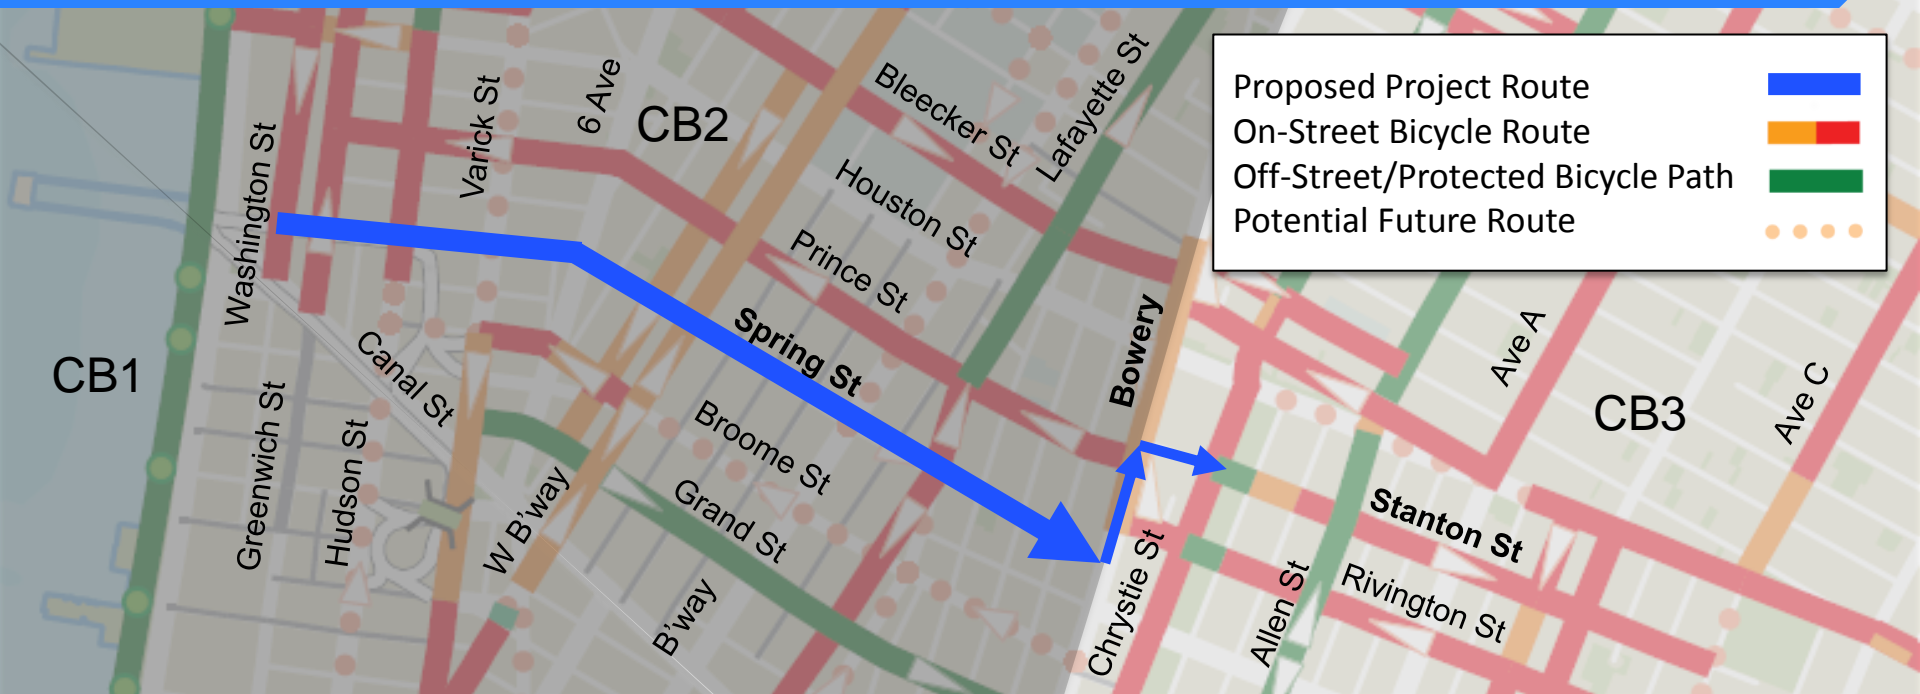 Proposed Project Route
On-Street Bicycle Route
Off-Street/Protected Bicycle Path
Potential Future Route
CB1
CB2
CB3
Washington St
Varick St
6 Ave
Bleecker St
Lafayette St
Houston St
Prince St
Spring St
Bowery
Canal St
Greenwich St
Hudson St
W B'way
Broome St
Grand St
B'way
Chrystie St
Allen St
Stanton St
Rivington St
Ave A
Ave C